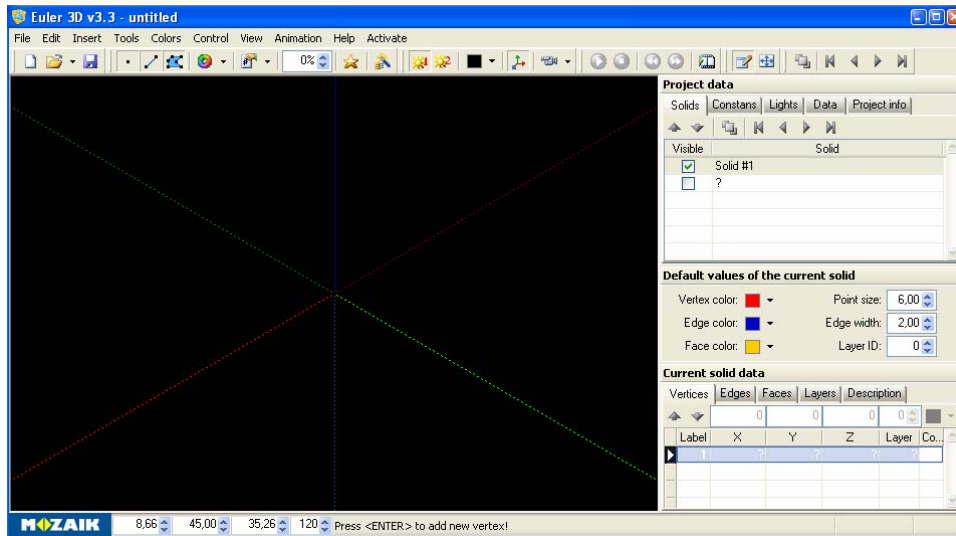 Euler 3D v3.3 - untitled
File Edit Insert Tools Colors Control View Animation Help Activate
0%
Project data
Solids Constans Lights Data Project info
Visible Solid
Solid #1
?
Default values of the current solid
Vertex color: Point size: 6,00
Edge color: Edge width: 2,00
Face color: Layer ID: 0
Current solid data
Vertices Edges Faces Layers Description
0 0 0 0
Label X Y Z Layer Co...
1 ? ? ? ?
MOZAIK 8,66 45,00 35,26 120 Press <ENTER> to add new vertex!